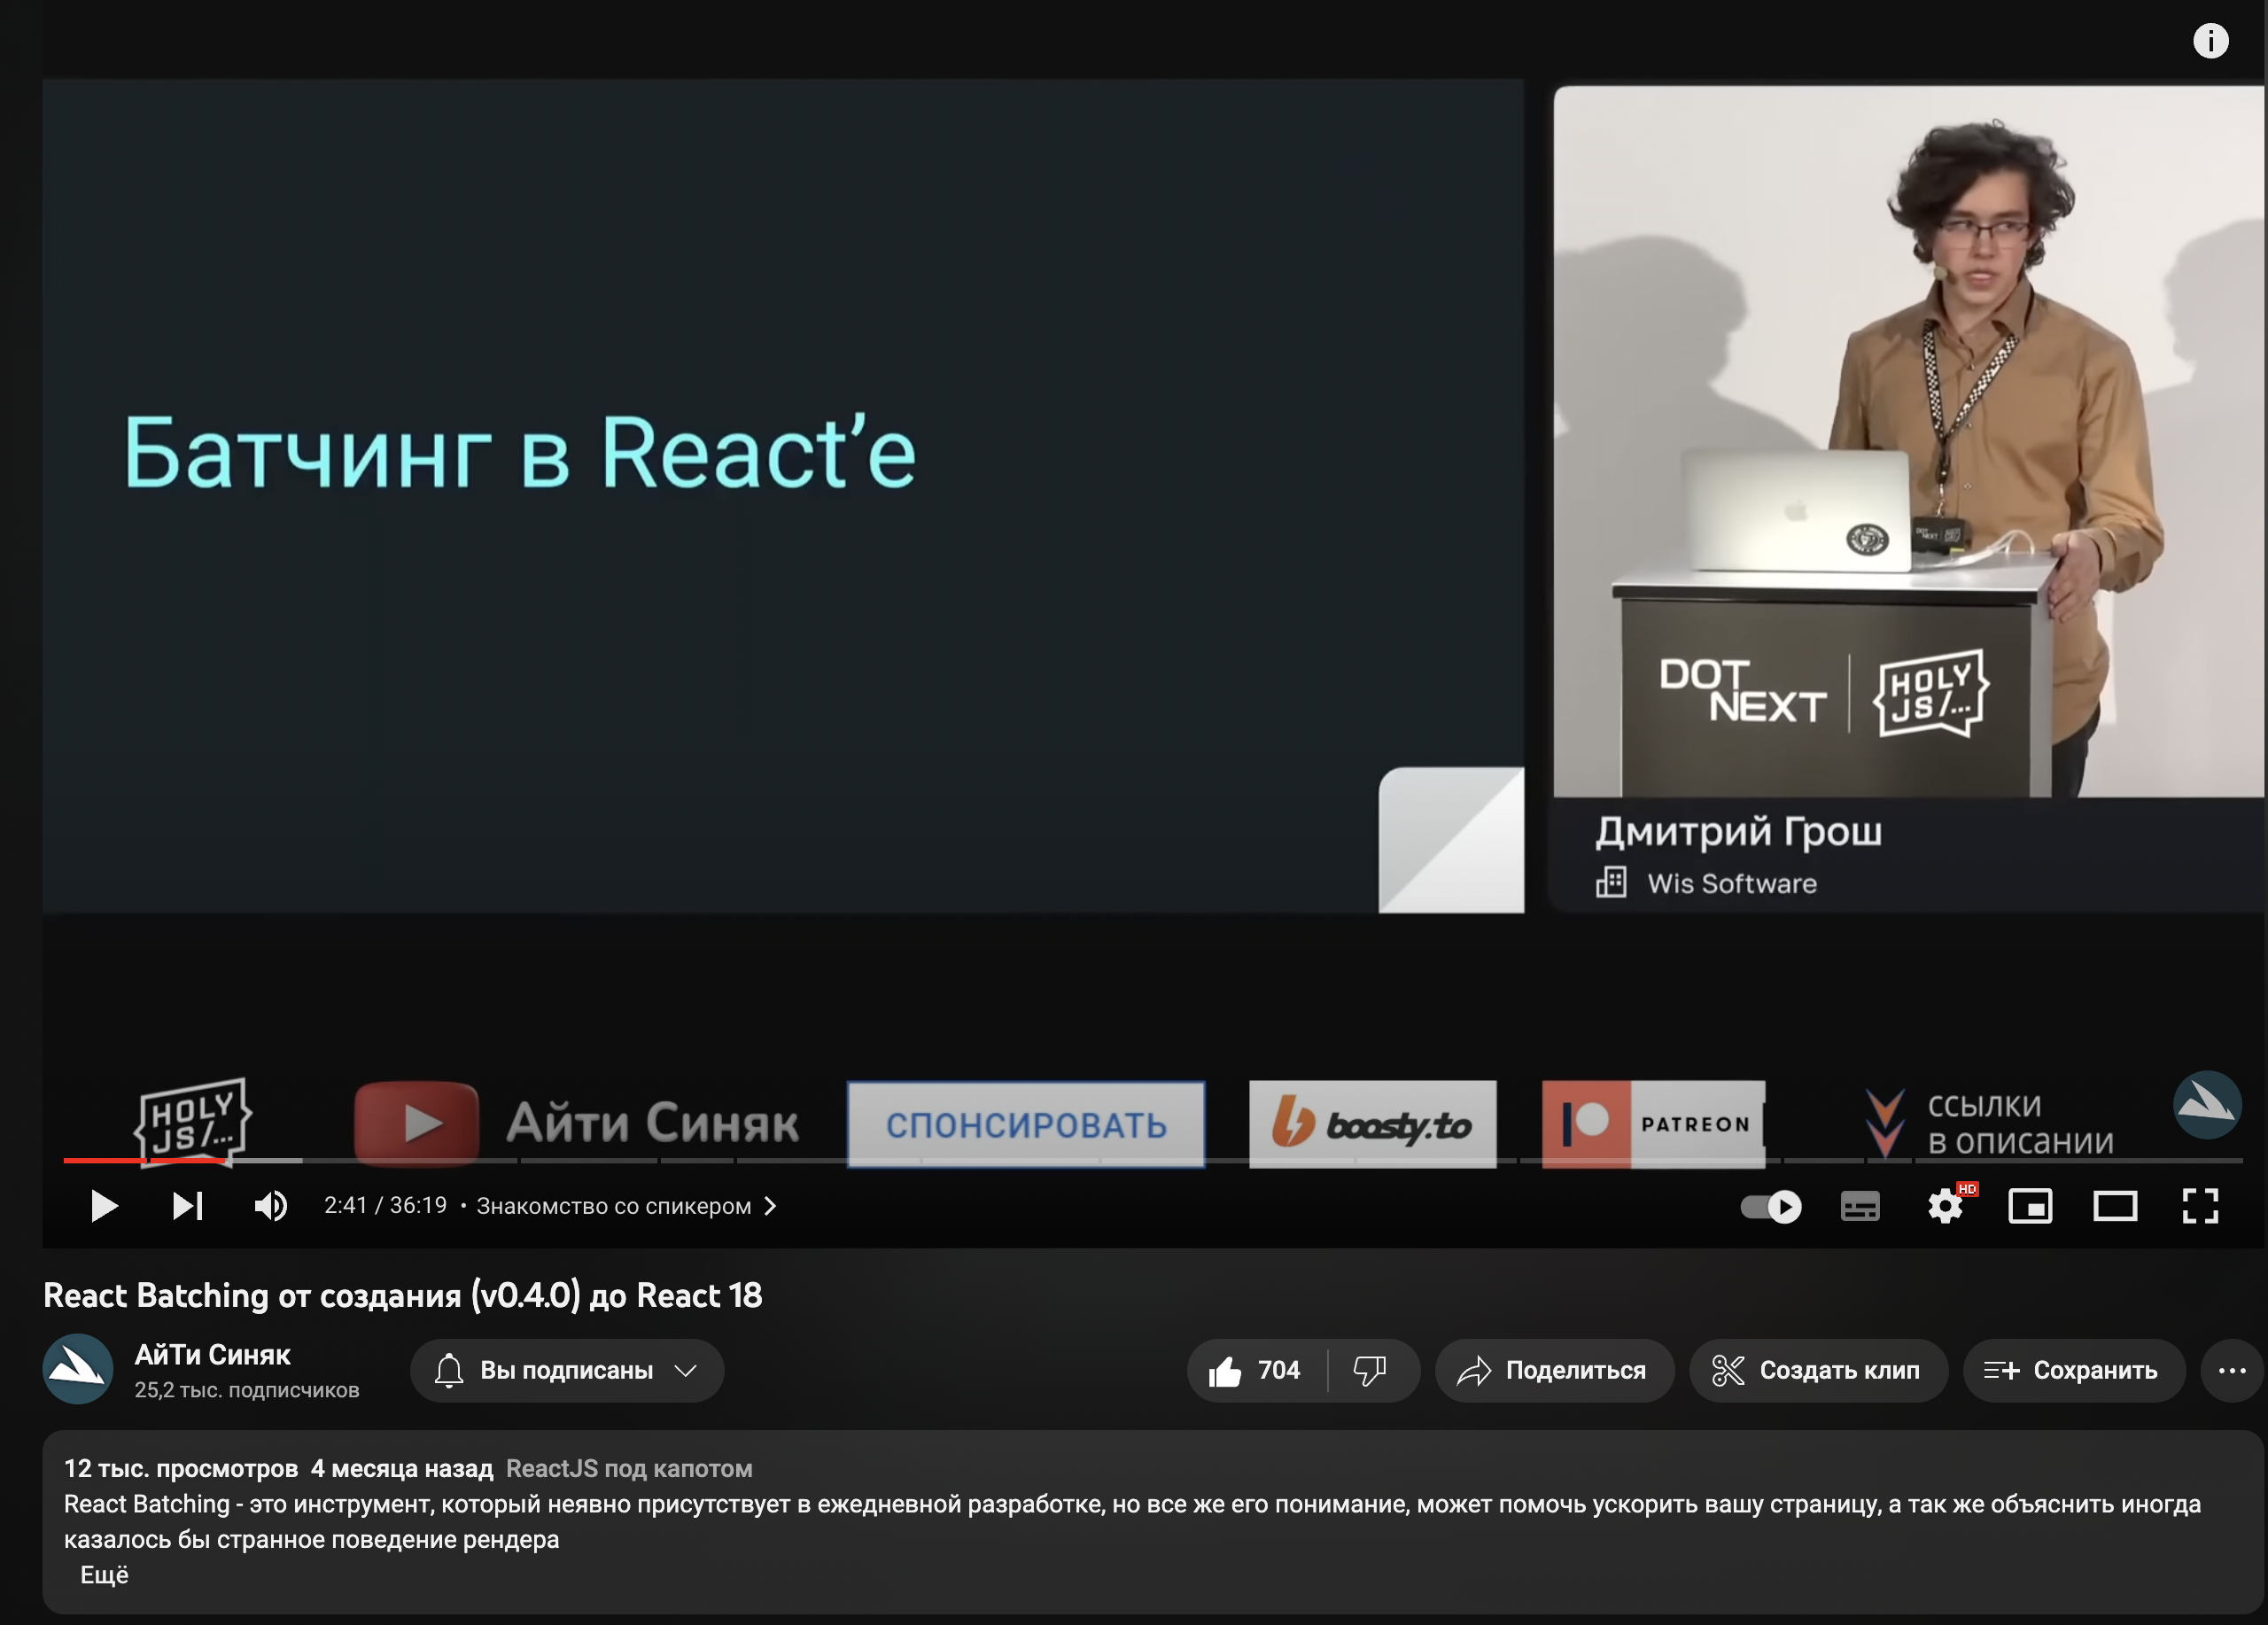 Батчинг в React’е
DOT
NEXT
HOLY
JS/...
Дмитрий Грош
Wis Software
HOLY
JS/...
Айти Синяк
СПОНСИРОВАТЬ
boosty.to
PATREON
ссылки
в описании
2:41 / 36:19 • Знакомство со спикером
HD
React Batching от создания (v0.4.0) до React 18
АйТи Синяк
25,2 тыс. подписчиков
Вы подписаны
704
Поделиться
Создать клип
Сохранить
12 тыс. просмотров 4 месяца назад ReactJS под капотом
React Batching - это инструмент, который неявно присутствует в ежедневной разработке, но все же его понимание, может помочь ускорить вашу страницу, а так же объяснить иногда
казалось бы странное поведение рендера
Ещё